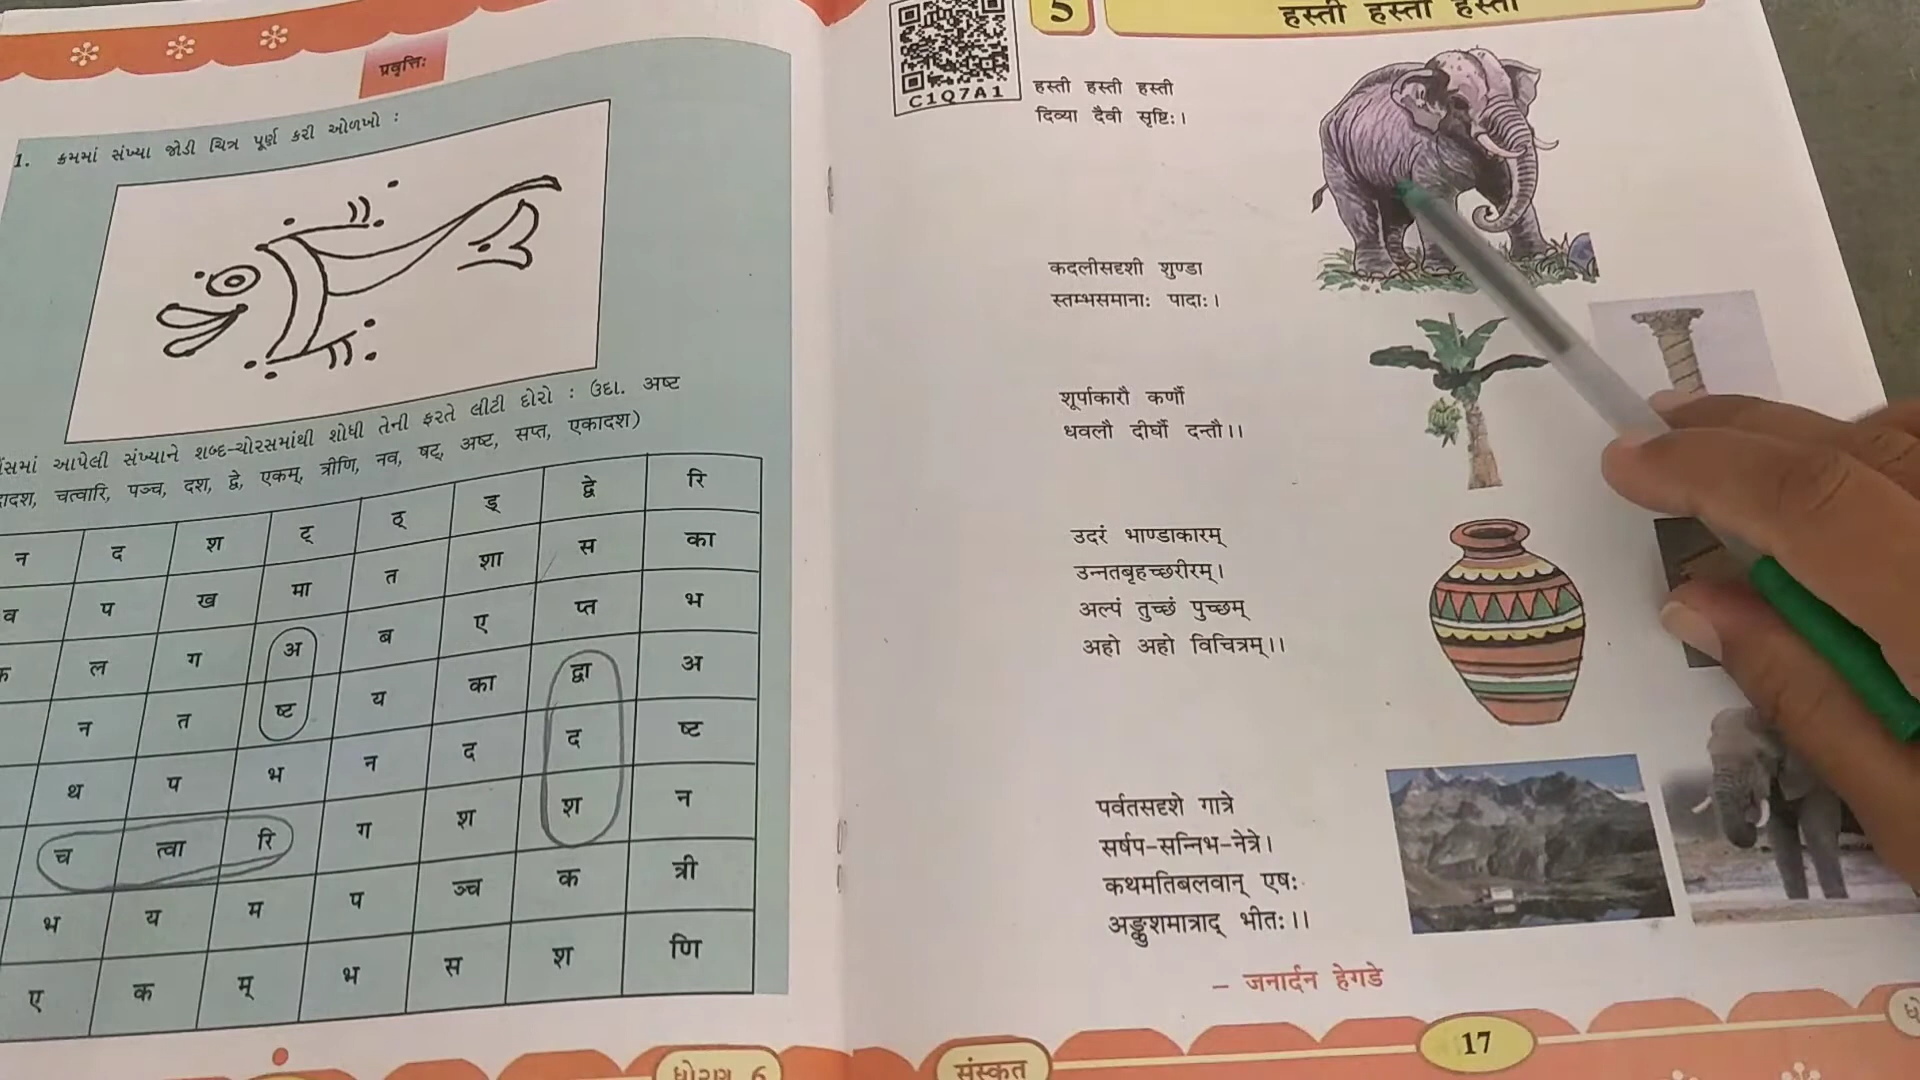 प्रवृत्तिः
1. ક્રમમાં સંખ્યા જોડી ચિત્ર પૂર્ણ કરી ઓળખો :
આપેલી સંખ્યાને શબ્દ-ચોરસમાંથી શોધી તેની ફરતે લીટી દોરો : ઉદા. अष्ट
चत्वारि, पञ्च, दश, द्वे, एकम्, त्रीणि, नव, षट्, अष्ट, सप्त, एकादश)
न द श ट् ठ् ड् द्वे रि
व प ख मा त शा स का
ल ग अ ब ए प्त भ
न त ष्ट य का द्वा अ
थ प भ न द द ष्ट
च त्वा रि ग श श न
भ य म प ञ्च क त्री
ए क म् भ स श णि
ધોરણ 6
C1Q7A1
5
हस्ती हस्ती हस्ती
हस्ती हस्ती हस्ती
दिव्या दैवी सृष्टिः।
कदलीसदृशी शुण्डा
स्तम्भसमानाः पादाः।
शूर्पाकारौ कर्णौ
धवलौ दीर्घौ दन्तौ।।
उदरं भाण्डाकारम्
उन्नतबृहच्छरीरम्।
अल्पं तुच्छं पुच्छम्
अहो अहो विचित्रम्।।
पर्वतसदृशे गात्रे
सर्षप-सन्निभ-नेत्रे।
कथमतिबलवान् एषः
अङ्कुशमात्राद् भीतः।।
– जनार्दन हेगडे
संस्कृत
17